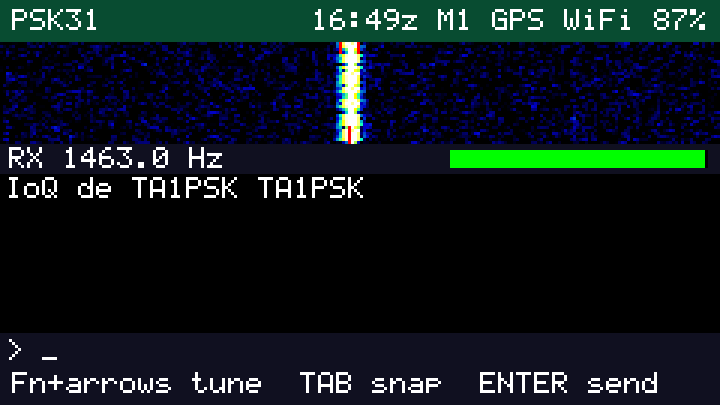 PSK31 16:49z M1 GPS WiFi 87%
RX 1463.0 Hz
IoQ de TA1PSK TA1PSK
> _
Fn+arrows tune TAB snap ENTER send